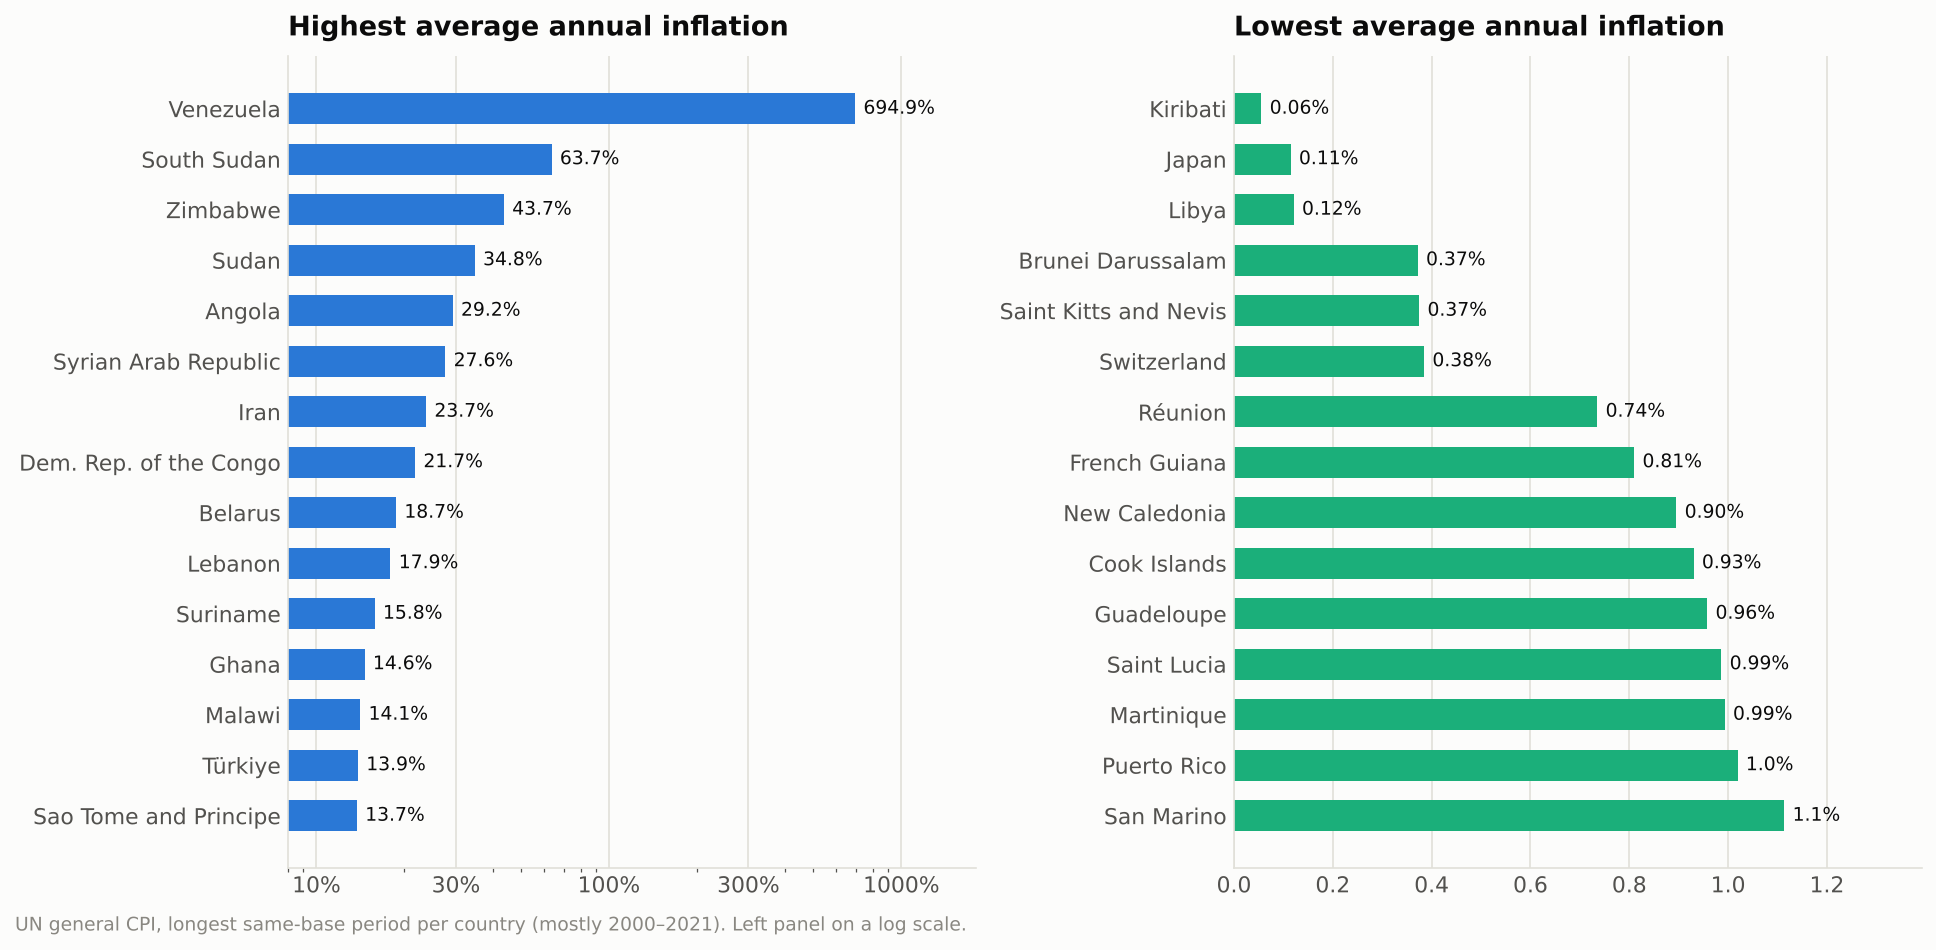 Highest average annual inflation
Venezuela 694.9%
South Sudan 63.7%
Zimbabwe 43.7%
Sudan 34.8%
Angola 29.2%
Syrian Arab Republic 27.6%
Iran 23.7%
Dem. Rep. of the Congo 21.7%
Belarus 18.7%
Lebanon 17.9%
Suriname 15.8%
Ghana 14.6%
Malawi 14.1%
Türkiye 13.9%
Sao Tome and Principe 13.7%
10% 30% 100% 300% 1000%
Lowest average annual inflation
Kiribati 0.06%
Japan 0.11%
Libya 0.12%
Brunei Darussalam 0.37%
Saint Kitts and Nevis 0.37%
Switzerland 0.38%
Réunion 0.74%
French Guiana 0.81%
New Caledonia 0.90%
Cook Islands 0.93%
Guadeloupe 0.96%
Saint Lucia 0.99%
Martinique 0.99%
Puerto Rico 1.0%
San Marino 1.1%
0.0 0.2 0.4 0.6 0.8 1.0 1.2
UN general CPI, longest same-base period per country (mostly 2000–2021). Left panel on a log scale.